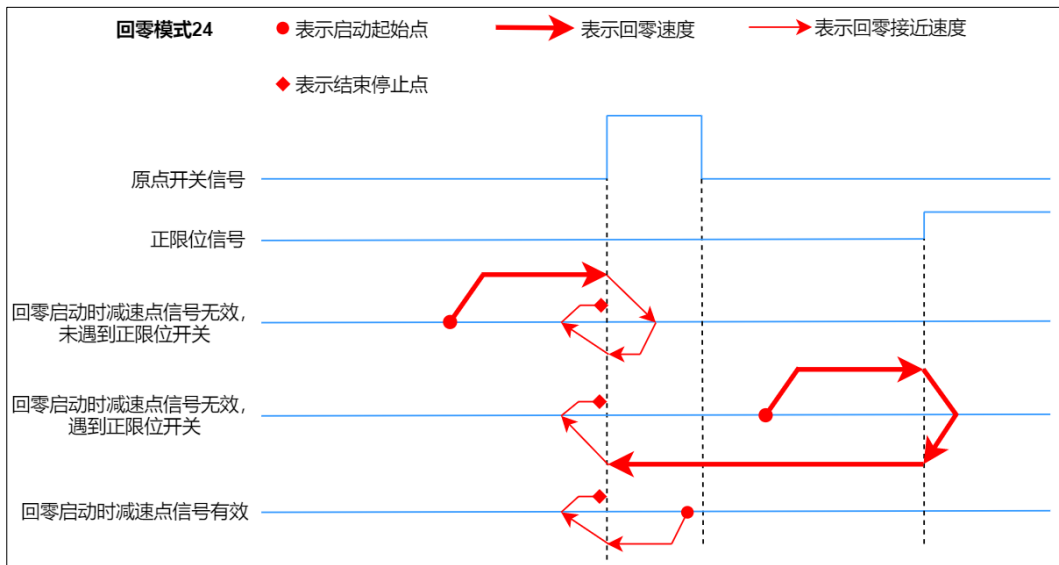 回零模式24
表示启动起始点
表示回零速度
表示回零接近速度
表示结束停止点
原点开关信号
正限位信号
回零启动时减速点信号无效，
未遇到正限位开关
回零启动时减速点信号无效，
遇到正限位开关
回零启动时减速点信号有效